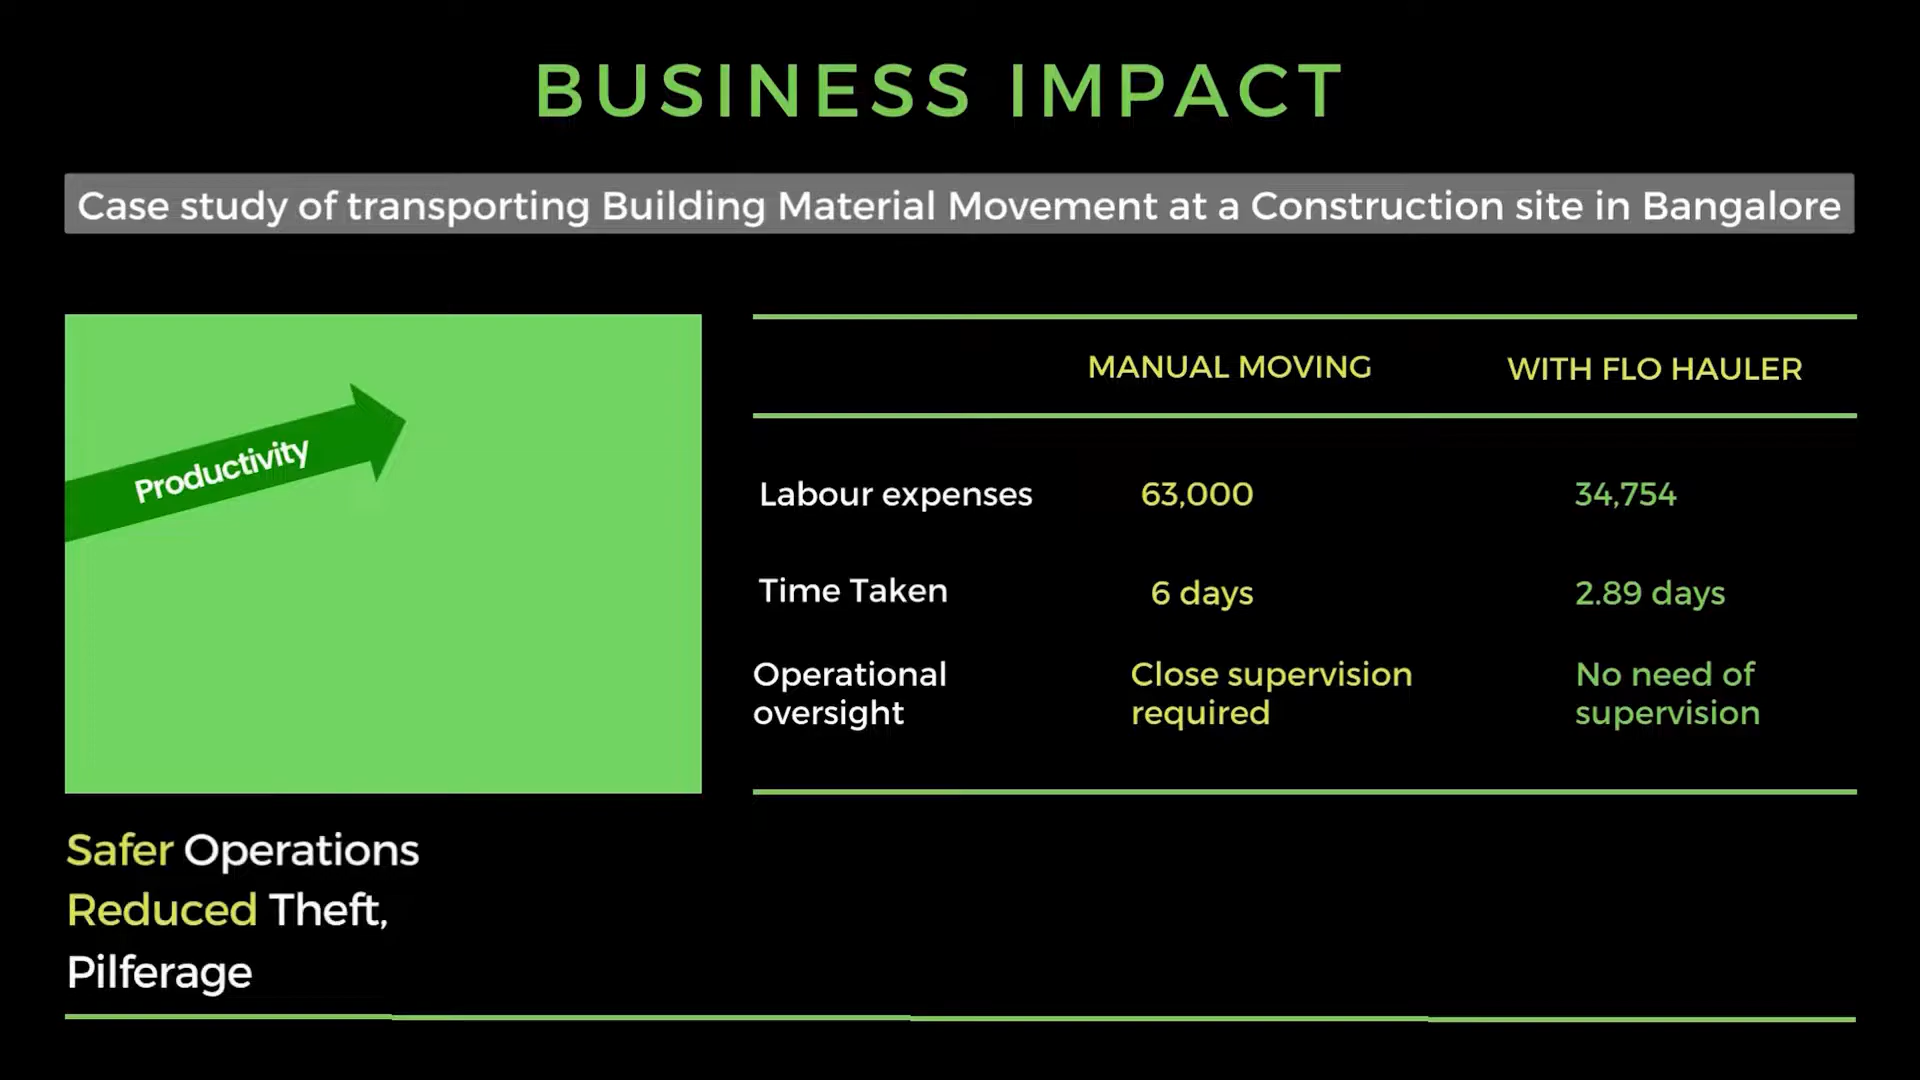 BUSINESS IMPACT
Case study of transporting Building Material Movement at a Construction site in Bangalore
Productivity
MANUAL MOVING WITH FLO HAULER
Labour expenses 63,000 34,754
Time Taken 6 days 2.89 days
Operational Close supervision No need of
oversight required supervision
Safer Operations
Reduced Theft,
Pilferage